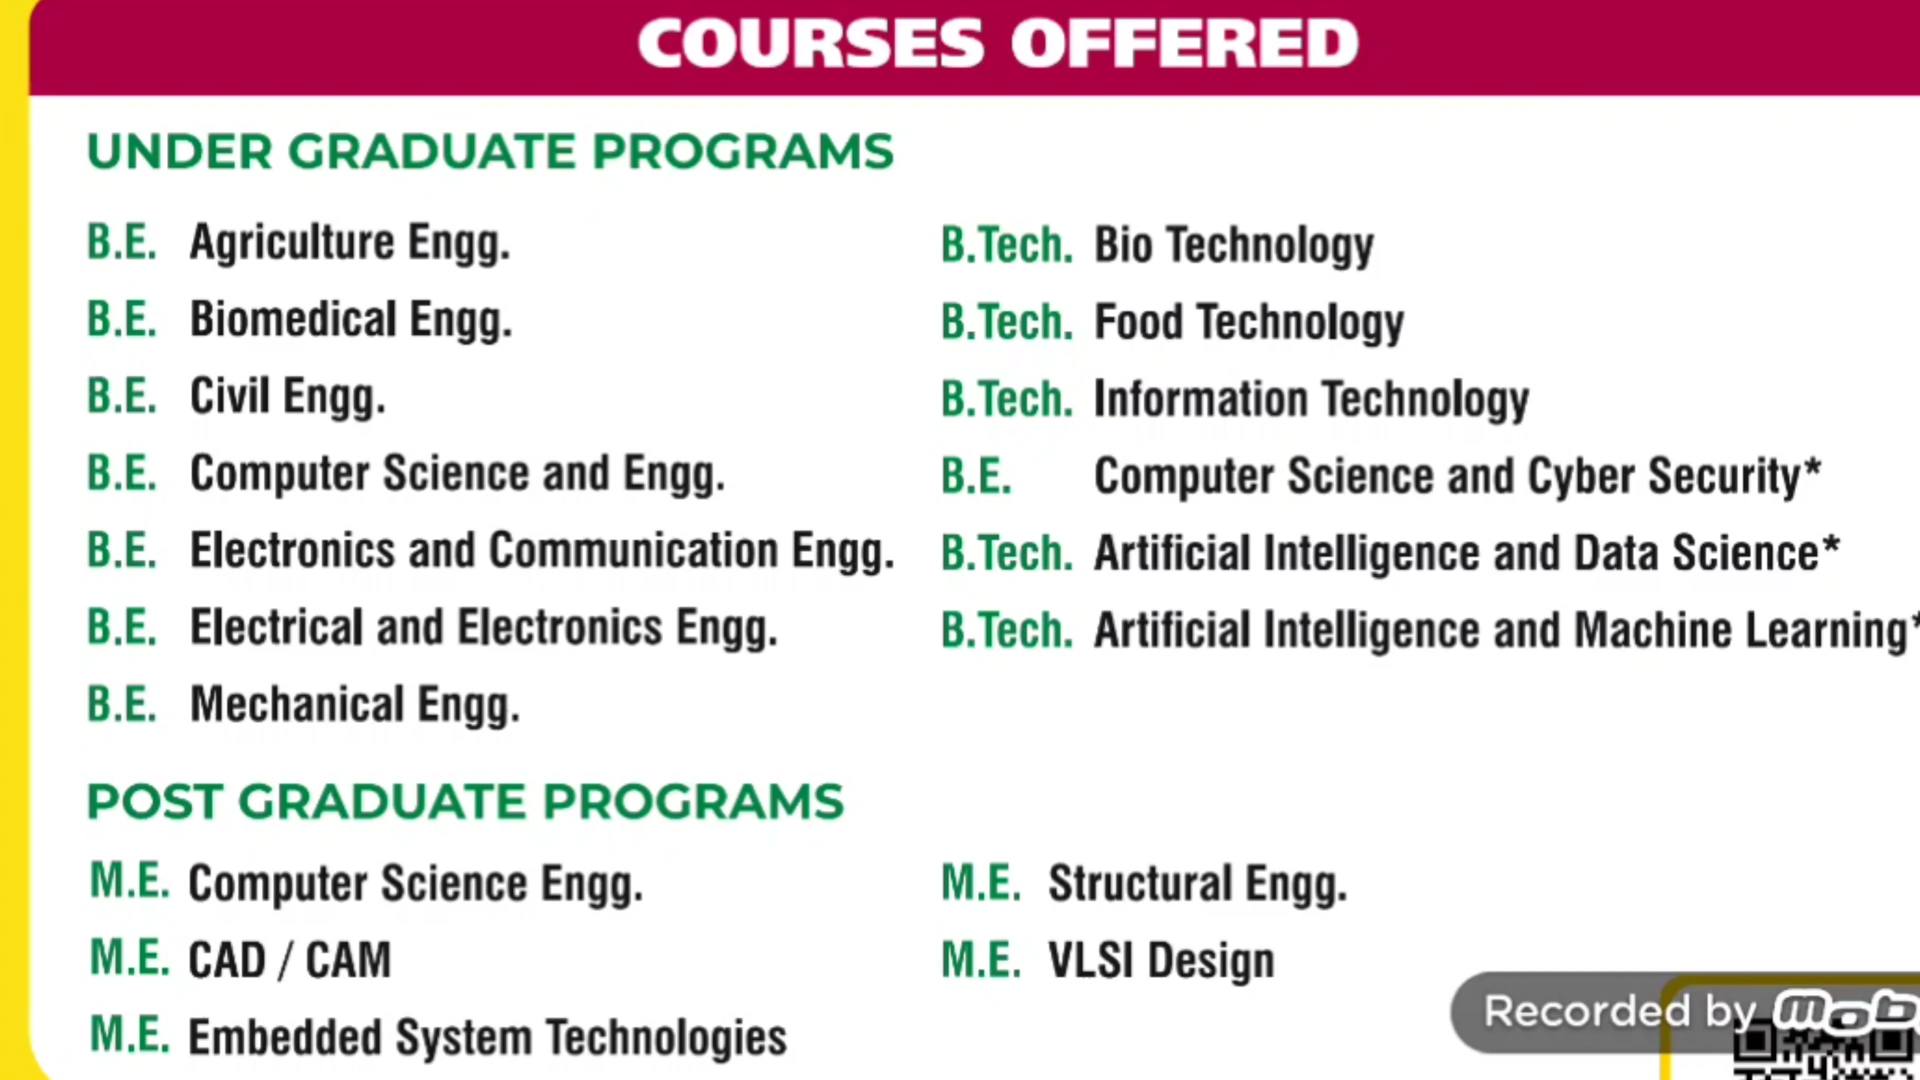 COURSES OFFERED
UNDER GRADUATE PROGRAMS
B.E. Agriculture Engg.
B.E. Biomedical Engg.
B.E. Civil Engg.
B.E. Computer Science and Engg.
B.E. Electronics and Communication Engg.
B.E. Electrical and Electronics Engg.
B.E. Mechanical Engg.
B.Tech. Bio Technology
B.Tech. Food Technology
B.Tech. Information Technology
B.E. Computer Science and Cyber Security*
B.Tech. Artificial Intelligence and Data Science*
B.Tech. Artificial Intelligence and Machine Learning*
POST GRADUATE PROGRAMS
M.E. Computer Science Engg.
M.E. CAD / CAM
M.E. Embedded System Technologies
M.E. Structural Engg.
M.E. VLSI Design
Recorded by